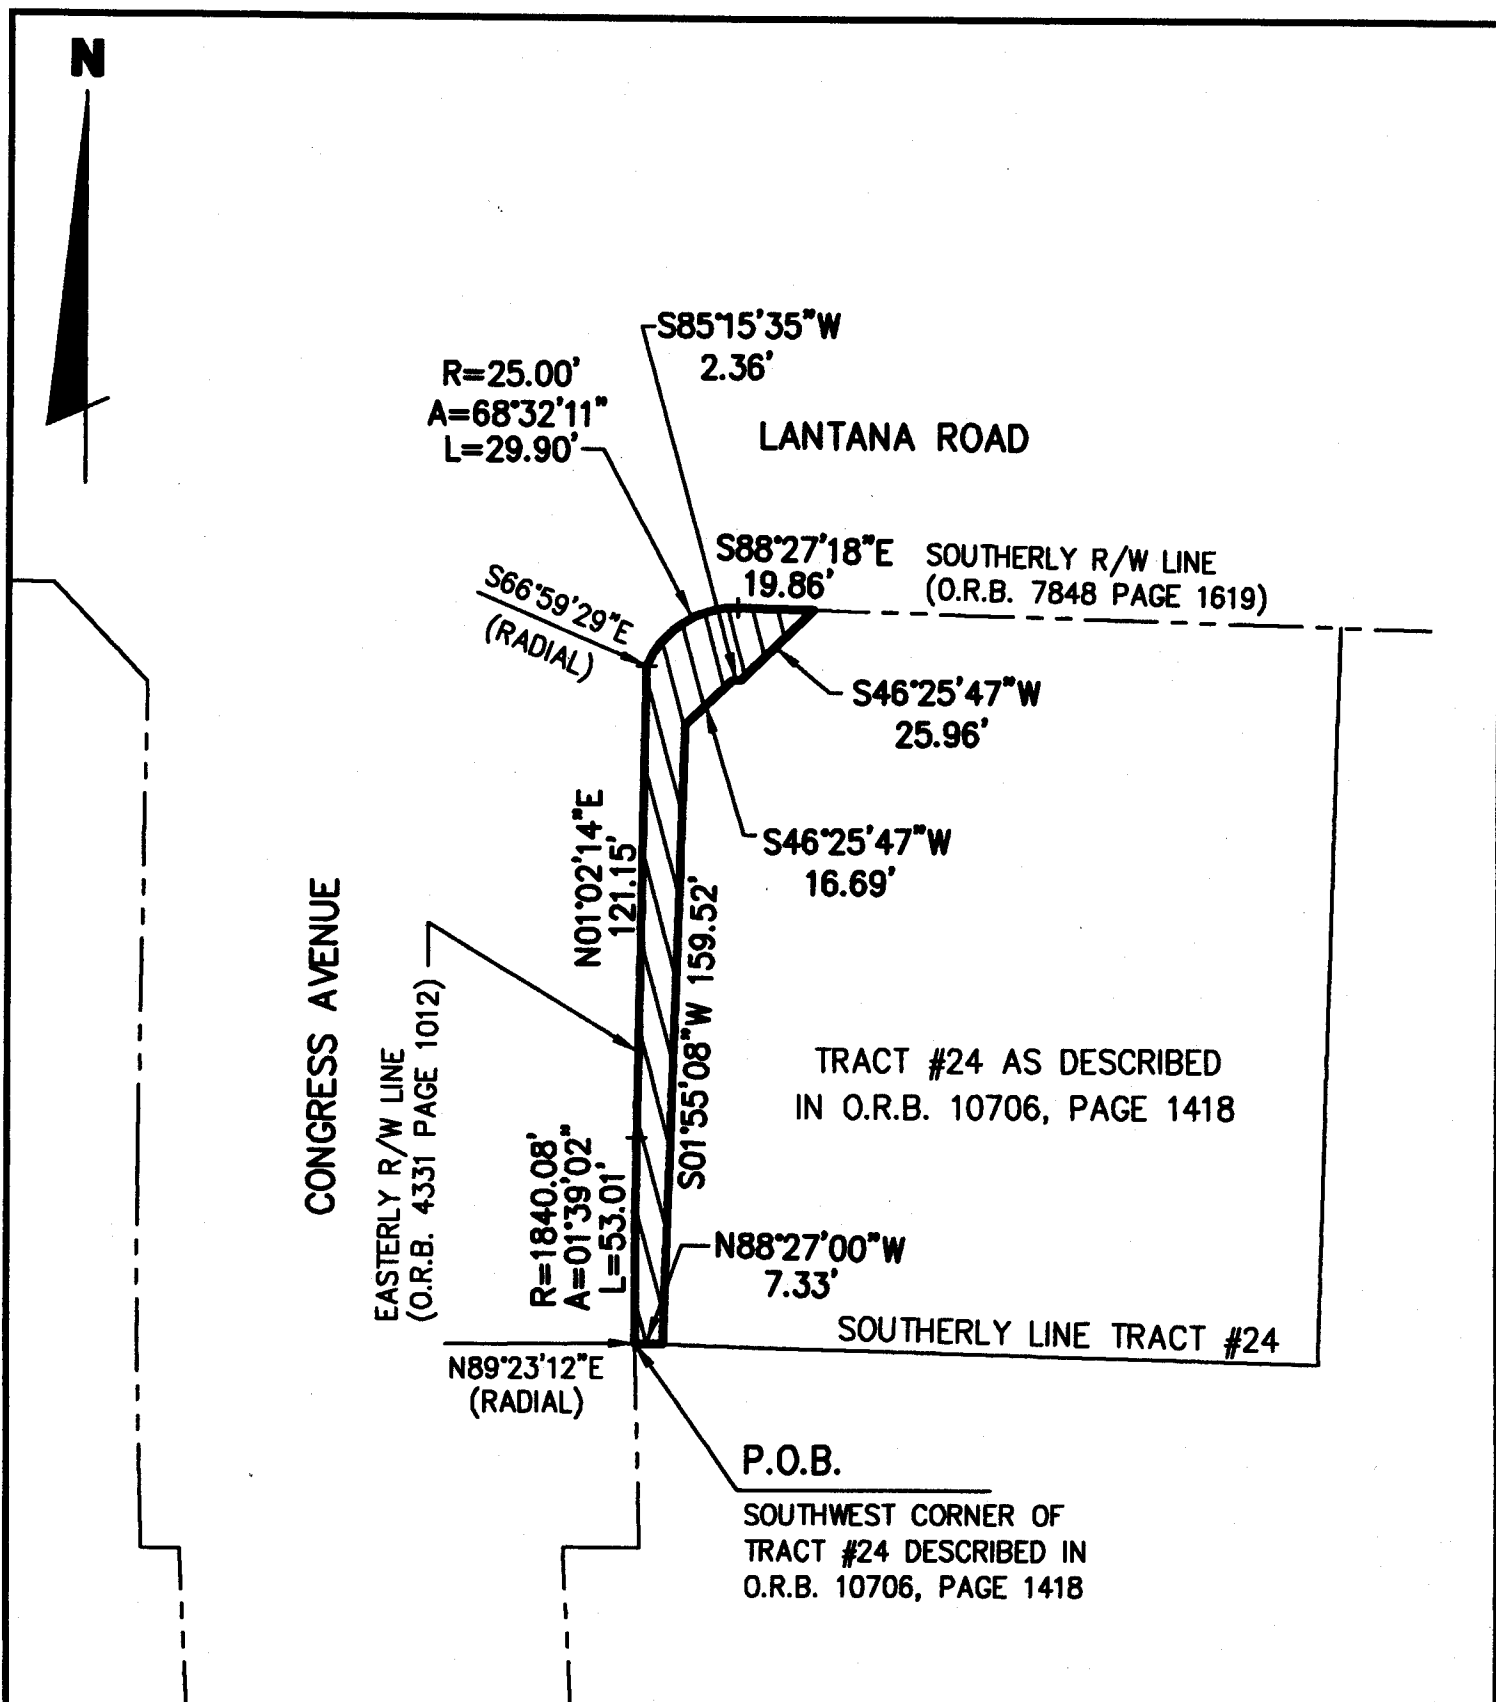 N
S85°15'35"W
2.36'
R=25.00'
A=68°32'11"
L=29.90'
LANTANA ROAD
S88°27'18"E
19.86'
SOUTHERLY R/W LINE
(O.R.B. 7848 PAGE 1619)
S66°59'29"E
(RADIAL)
S46°25'47"W
25.96'
S46°25'47"W
16.69'
N01°02'14"E
121.15'
S01°55'08"W 159.52'
CONGRESS AVENUE
EASTERLY R/W LINE
(O.R.B. 4331 PAGE 1012)
TRACT #24 AS DESCRIBED
IN O.R.B. 10706, PAGE 1418
R=1840.08'
A=01°39'02"
L=53.01'
N88°27'00"W
7.33'
SOUTHERLY LINE TRACT #24
N89°23'12"E
(RADIAL)
P.O.B.
SOUTHWEST CORNER OF
TRACT #24 DESCRIBED IN
O.R.B. 10706, PAGE 1418